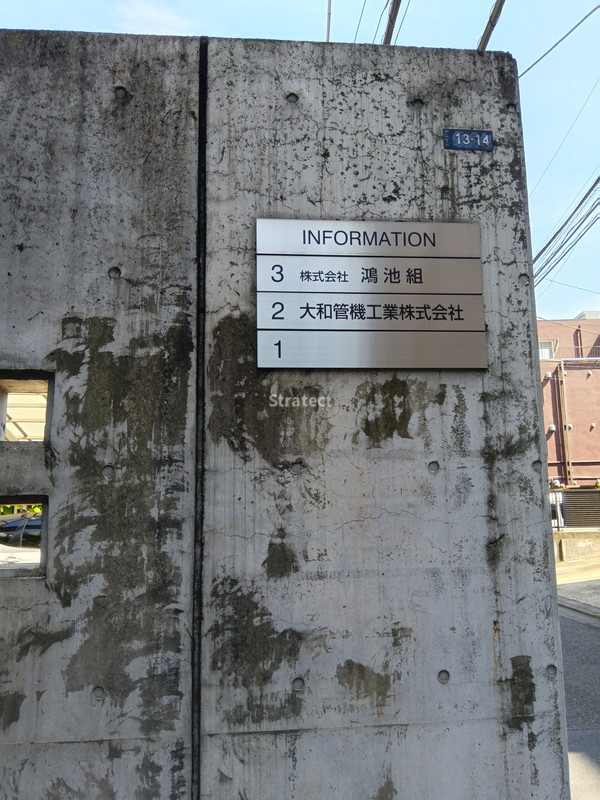 13-14
INFORMATION
3 株式会社 鴻池組
2 大和管機工業株式会社
1
Stratect